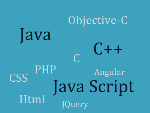 Objective-C
Java
C++
C
PHP
Angular
CSS
Java Script
Html
JQuery